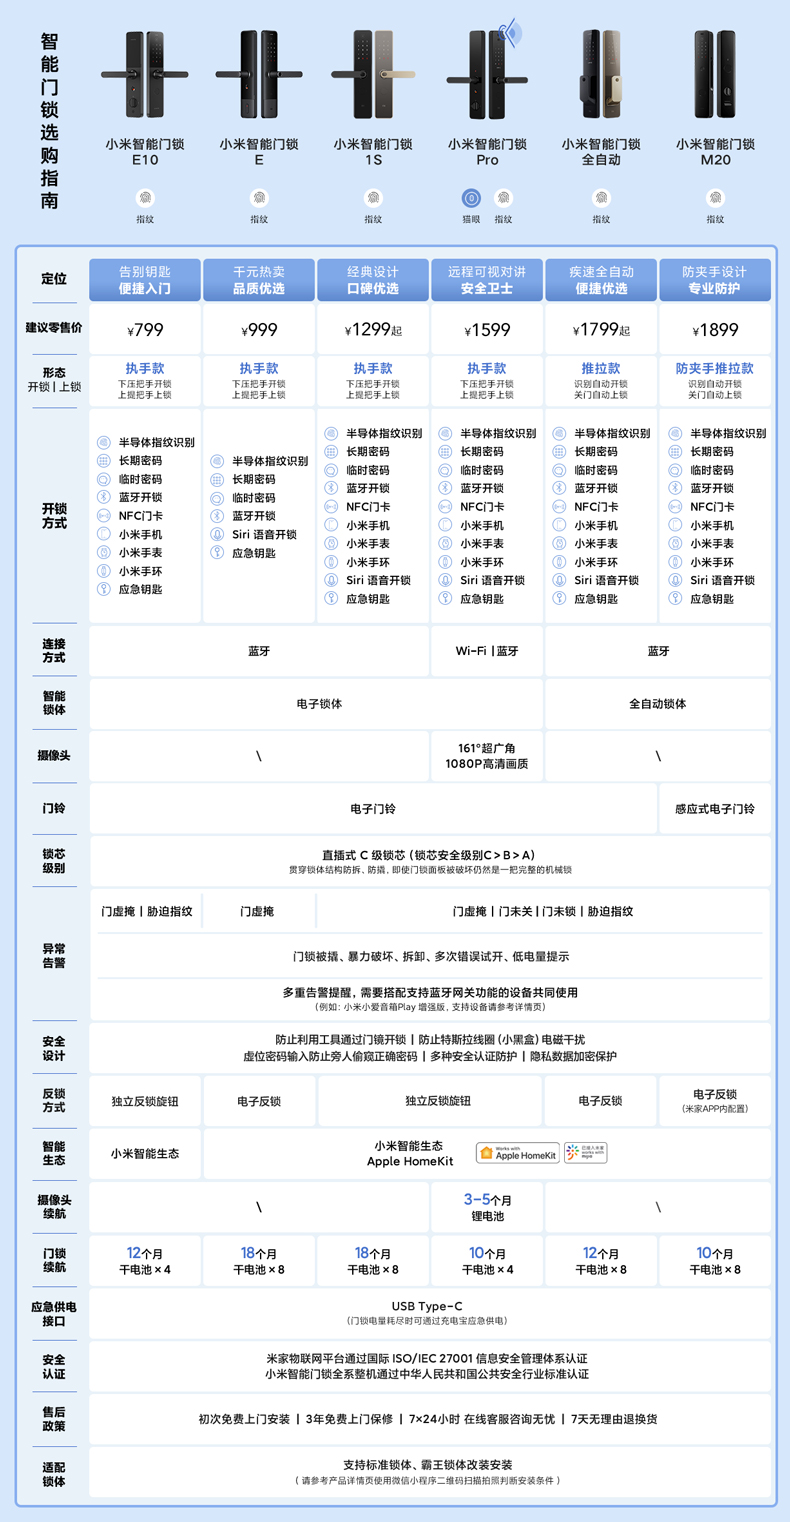 智能门锁选购指南
小米智能门锁 E10
小米智能门锁 E
小米智能门锁 1S
小米智能门锁 Pro
小米智能门锁 全自动
小米智能门锁 M20
指纹 指纹 指纹 猫眼 指纹 指纹 指纹
定位
告别钥匙 便捷入门
千元热卖 品质优选
经典设计 口碑优选
远程可视对讲 安全卫士
疾速全自动 便捷优选
防夹手设计 专业防护
建议零售价
¥799 ¥999 ¥1299起 ¥1599 ¥1799起 ¥1899
形态
开锁 | 上锁
执手款
下压把手开锁
上提把手上锁
执手款
下压把手开锁
上提把手上锁
执手款
下压把手开锁
上提把手上锁
执手款
下压把手开锁
上提把手上锁
推拉款
识别自动开锁
关门自动上锁
防夹手推拉款
识别自动开锁
关门自动上锁
开锁
方式
半导体指纹识别
长期密码
临时密码
蓝牙开锁
NFC门卡
小米手机
小米手表
小米手环
应急钥匙
半导体指纹识别
长期密码
临时密码
蓝牙开锁
Siri 语音开锁
应急钥匙
半导体指纹识别
长期密码
临时密码
蓝牙开锁
NFC门卡
小米手机
小米手表
小米手环
Siri 语音开锁
应急钥匙
半导体指纹识别
长期密码
临时密码
蓝牙开锁
NFC门卡
小米手机
小米手表
小米手环
Siri 语音开锁
应急钥匙
半导体指纹识别
长期密码
临时密码
蓝牙开锁
NFC门卡
小米手机
小米手表
小米手环
Siri 语音开锁
应急钥匙
半导体指纹识别
长期密码
临时密码
蓝牙开锁
NFC门卡
小米手机
小米手表
小米手环
Siri 语音开锁
应急钥匙
连接
方式
蓝牙 Wi-Fi | 蓝牙 蓝牙
智能
锁体
电子锁体 全自动锁体
摄像头
\
161°超广角
1080P高清画质
\
门铃
电子门铃 感应式电子门铃
锁芯
级别
直插式 C 级锁芯（锁芯安全级别C > B > A）
贯穿锁体结构防拆、防撬，即使门锁面板被破坏仍然是一把完整的机械锁
异常
告警
门虚掩 | 胁迫指纹 门虚掩 门虚掩 | 门未关 | 门未锁 | 胁迫指纹
门锁被撬、暴力破坏、拆卸、多次错误试开、低电量提示
多重告警提醒，需要搭配支持蓝牙网关功能的设备共同使用
（例如：小米小爱音箱Play 增强版，支持设备请参考详情页）
安全
设计
防止利用工具通过门镜开锁 | 防止特斯拉线圈（小黑盒）电磁干扰
虚位密码输入防止旁人偷窥正确密码 | 多种安全认证防护 | 隐私数据加密保护
反锁
方式
独立反锁旋钮 电子反锁 独立反锁旋钮 电子反锁
电子反锁
（米家APP内配置）
智能
生态
小米智能生态
小米智能生态
Apple HomeKit
Works with
Apple HomeKit
已接入米家
works with
mijia
摄像头
续航
\
3-5个月
锂电池
\
门锁
续航
12个月
干电池 × 4
18个月
干电池 × 8
18个月
干电池 × 8
10个月
干电池 × 4
12个月
干电池 × 8
10个月
干电池 × 8
应急供电
接口
USB Type-C
（门锁电量耗尽时可通过充电宝应急供电）
安全
认证
米家物联网平台通过国际 ISO/IEC 27001 信息安全管理体系认证
小米智能门锁全系整机通过中华人民共和国公共安全行业标准认证
售后
政策
初次免费上门安装 | 3年免费上门保修 | 7×24小时 在线客服咨询无忧 | 7天无理由退换货
适配
锁体
支持标准锁体、霸王锁体改装安装
（ 请参考产品详情页使用微信小程序二维码扫描拍照判断安装条件 ）